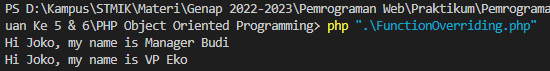 PS D:\Kampus\STMIK\Materi\Genap 2022-2023\Pemrograman Web\Praktikum\Pemrograma
uan Ke 5 & 6\PHP Object Oriented Programming> php ".\FunctionOverriding.php"
Hi Joko, my name is Manager Budi
Hi Joko, my name is VP Eko